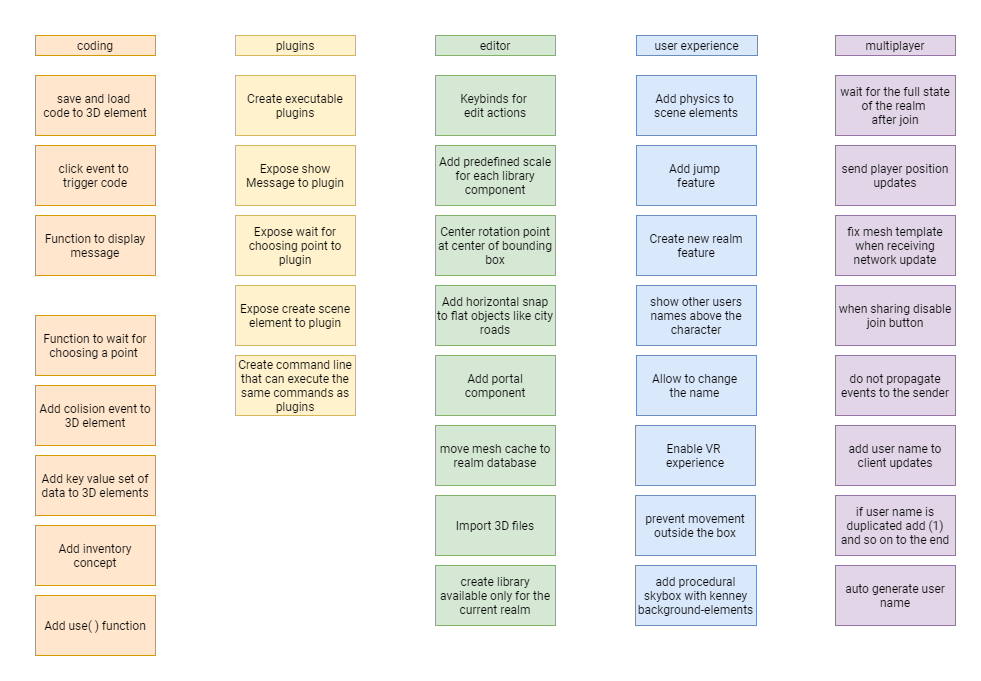 coding
save and load
code to 3D element
click event to
trigger code
Function to display
message
Function to wait for
choosing a point
Add colision event to
3D element
Add key value set of
data to 3D elements
Add inventory
concept
Add use( ) function
plugins
Create executable
plugins
Expose show
Message to plugin
Expose wait for
choosing point to
plugin
Expose create scene
element to plugin
Create command line
that can execute the
same commands as
plugins
editor
Keybinds for
edit actions
Add predefined scale
for each library
component
Center rotation point
at center of bounding
box
Add horizontal snap
to flat objects like city
roads
Add portal
component
move mesh cache to
realm database
Import 3D files
create library
available only for the
current realm
user experience
Add physics to
scene elements
Add jump
feature
Create new realm
feature
show other users
names above the
character
Allow to change
the name
Enable VR
experience
prevent movement
outside the box
add procedural
skybox with kenney
background-elements
multiplayer
wait for the full state
of the realm
after join
send player position
updates
fix mesh template
when receiving
network update
when sharing disable
join button
do not propagate
events to the sender
add user name to
client updates
if user name is
duplicated add (1)
and so on to the end
auto generate user
name